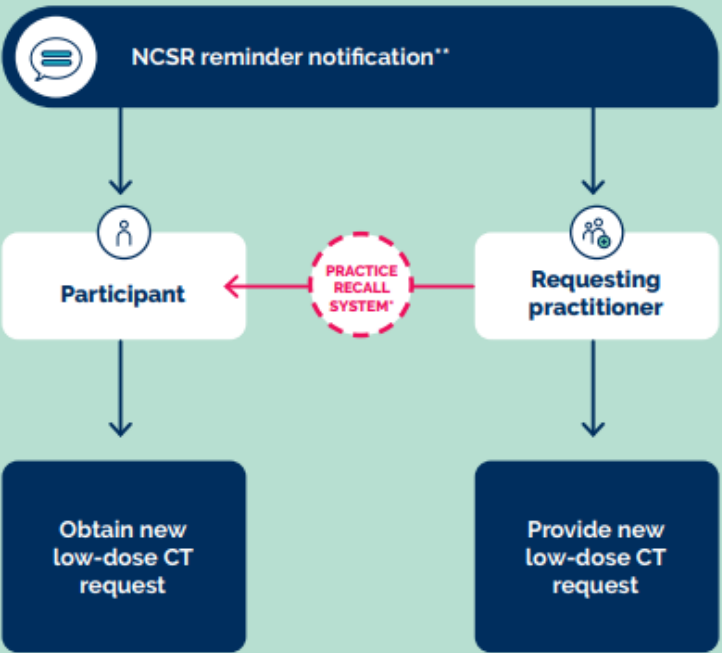 NCSR reminder notification**
Participant
PRACTICE
RECALL
SYSTEM*
Requesting
practitioner
Obtain new
low-dose CT
request
Provide new
low-dose CT
request